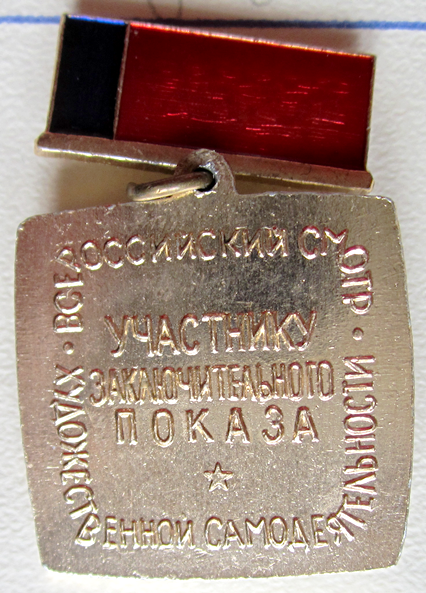 ВСЕРОССИЙСКИЙ СМОТР · ХУДОЖЕСТВЕННОЙ САМОДЕЯТЕЛЬНОСТИ ·
УЧАСТНИКУ
ЗАКЛЮЧИТЕЛЬНОГО
ПОКАЗА